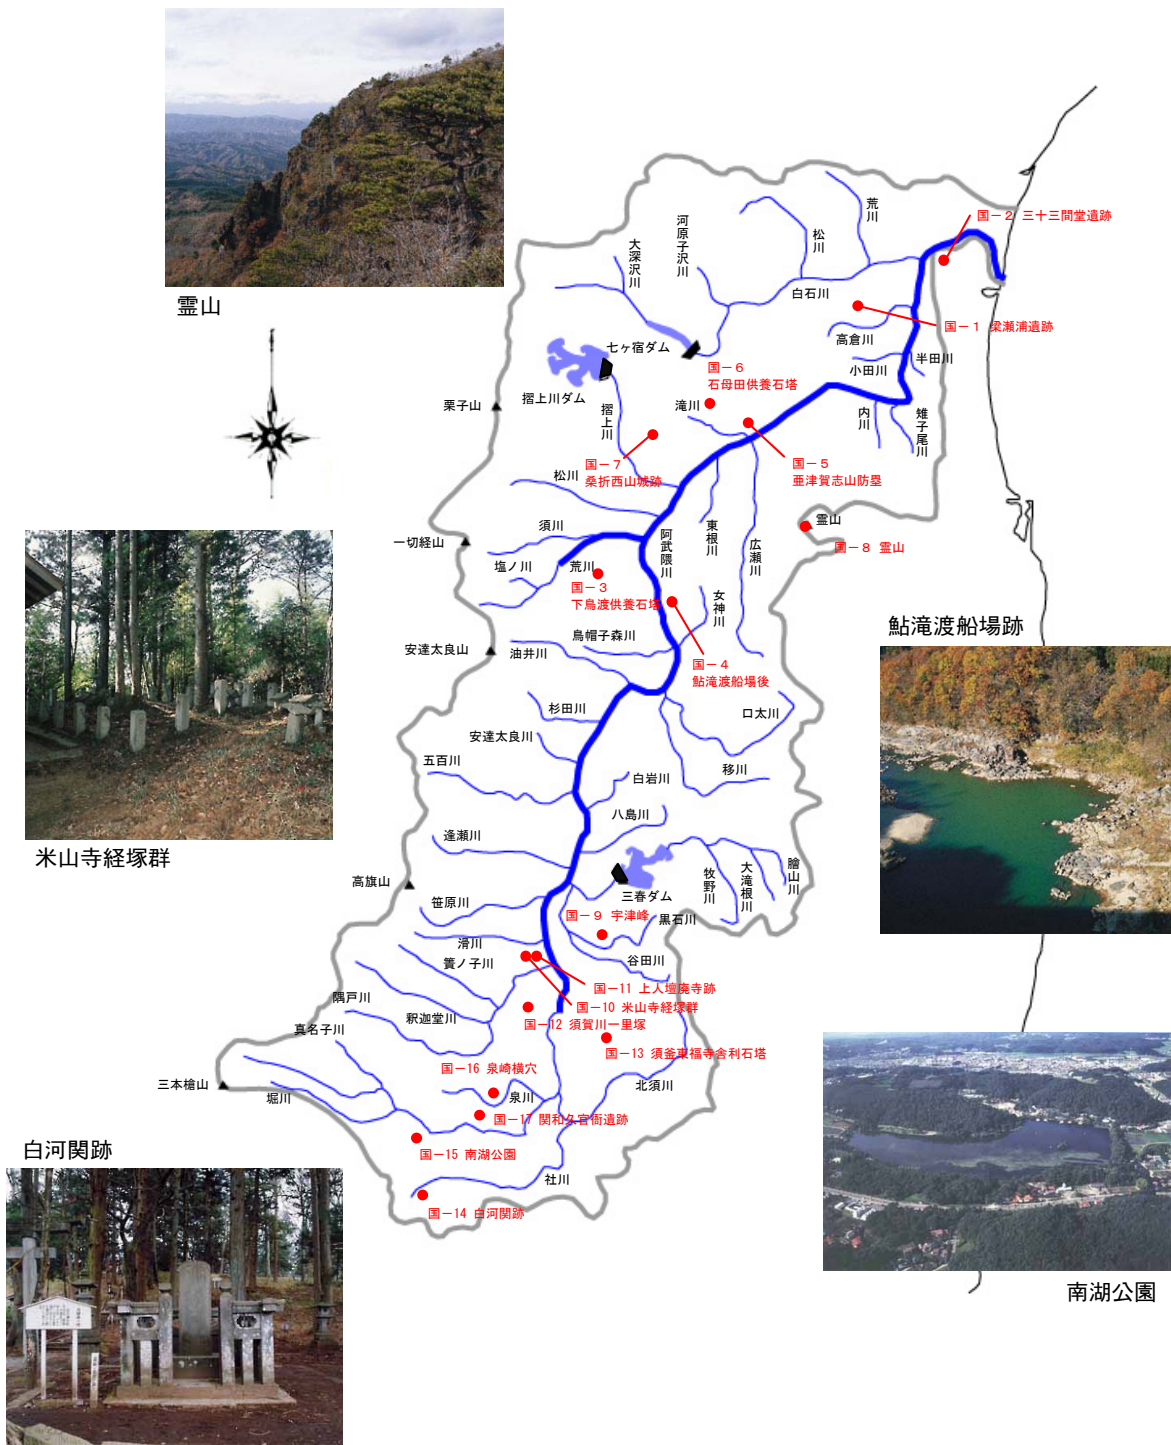 霊山
国－２ 三十三間堂遺跡
荒川
松川
河原子沢川
大深沢川
白石川
国－１ 梁瀬浦遺跡
高倉川
半田川
小田川
七ヶ宿ダム
国－６
石母田供養石塔
摺上川ダム
栗子山
摺上川
滝川
内川
雉子尾川
国－７
桑折西山城跡
国－５
亜津賀志山防塁
松川
須川
一切経山
塩ノ川
荒川
阿武隈川
東根川
広瀬川
霊山
国－８ 霊山
国－３
下鳥渡供養石塔
女神川
鮎滝渡船場跡
鳥帽子森川
油井川
安達太良山
国－４
鮎滝渡船場後
杉田川
口太川
安達太良川
五百川
白岩川
移川
八島川
逢瀬川
米山寺経塚群
高旗山
三春ダム
牧野川
大滝根川
膾山川
笹原川
国－９ 宇津峰
黒石川
滑川
簀ノ子川
谷田川
国－11 上人壇廃寺跡
国－10 米山寺経塚群
隈戸川
釈迦堂川
国－12 須賀川一里塚
真名子川
国－13 須釜東福寺舎利石塔
国－16 泉崎横穴
三本槍山
堀川
泉川
北須川
国－17 関和久官衙遺跡
国－15 南湖公園
社川
国－14 白河関跡
白河関跡
南湖公園